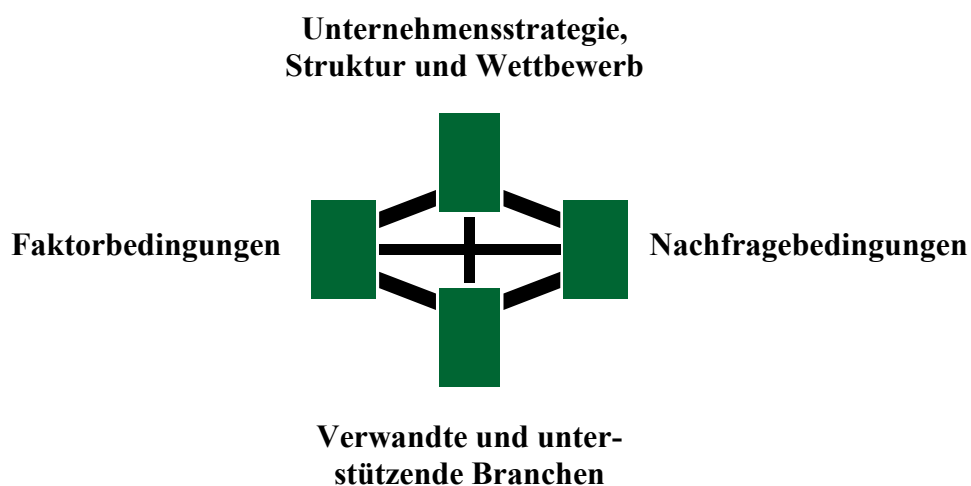 Unternehmensstrategie,
Struktur und Wettbewerb
Faktorbedingungen
Nachfragebedingungen
Verwandte und unter-
stützende Branchen